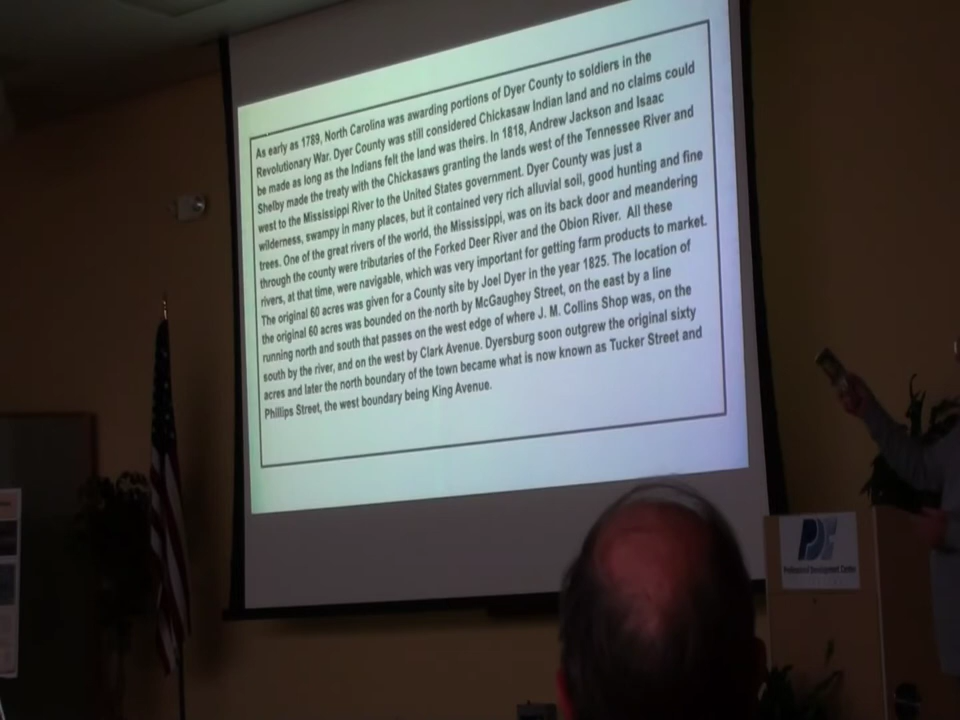 As early as 1789, North Carolina was awarding portions of Dyer County to soldiers in the
Revolutionary War. Dyer County was still considered Chickasaw Indian land and no claims could
be made as long as the Indians felt the land was theirs. In 1818, Andrew Jackson and Isaac
Shelby made the treaty with the Chickasaws granting the lands west of the Tennessee River and
west to the Mississippi River to the United States government. Dyer County was just a
wilderness, swampy in many places, but it contained very rich alluvial soil, good hunting and fine
trees. One of the great rivers of the world, the Mississippi, was on its back door and meandering
through the county were tributaries of the Forked Deer River and the Obion River. All these
rivers, at that time, were navigable, which was very important for getting farm products to market.
The original 60 acres was given for a County site by Joel Dyer in the year 1825. The location of
the original 60 acres was bounded on the north by McGaughey Street, on the east by a line
running north and south that passes on the west edge of where J. M. Collins Shop was, on the
south by the river, and on the west by Clark Avenue. Dyersburg soon outgrew the original sixty
acres and later the north boundary of the town became what is now known as Tucker Street and
Phillips Street, the west boundary being King Avenue.
PDC
Professional Development Center